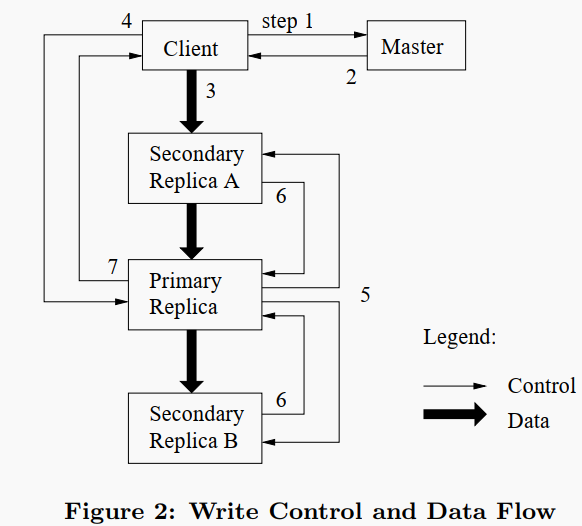 4
step 1
Client
Master
2
3
Secondary
Replica A
6
7
Primary
Replica
5
Legend:
Control
Data
6
Secondary
Replica B
Figure 2: Write Control and Data Flow